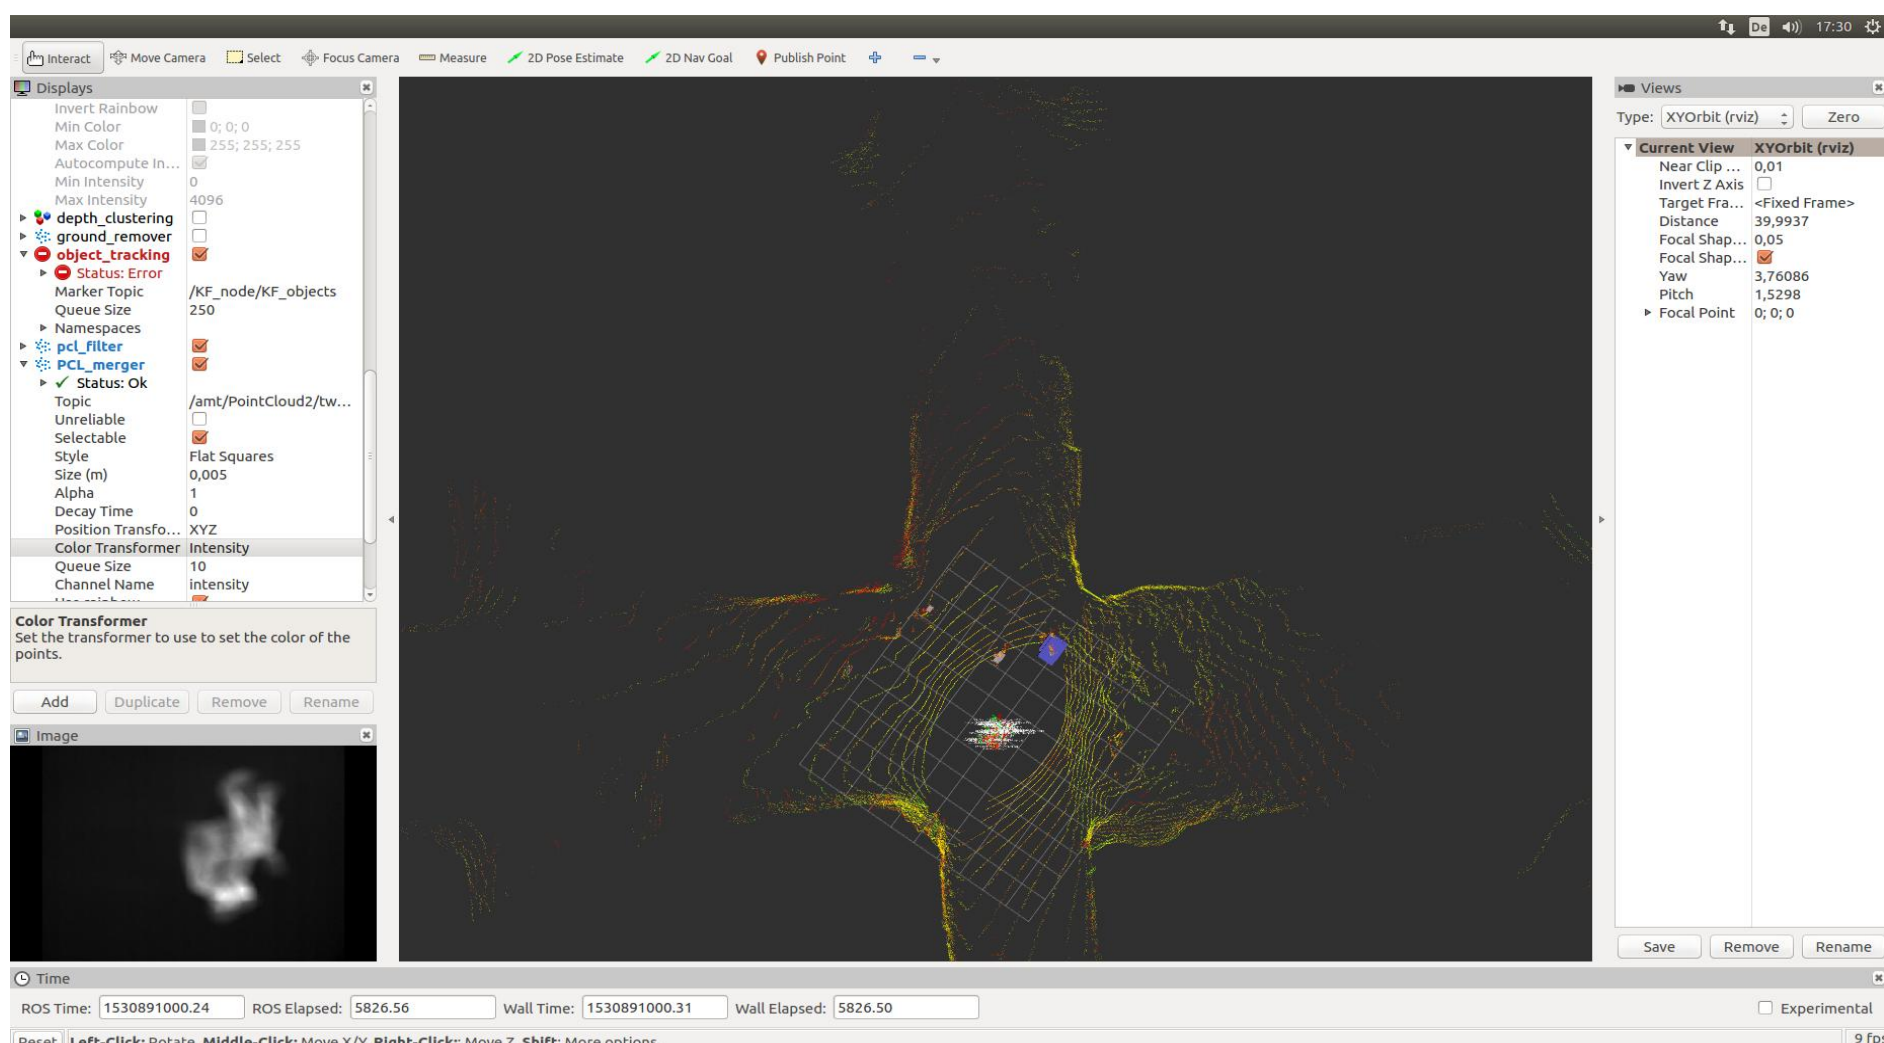 De 17:30
Interact Move Camera Select Focus Camera Measure 2D Pose Estimate 2D Nav Goal Publish Point
Displays
Invert Rainbow
Min Color 0; 0; 0
Max Color 255; 255; 255
Autocompute In...
Min Intensity 0
Max Intensity 4096
depth_clustering
ground_remover
object_tracking
Status: Error
Marker Topic /KF_node/KF_objects
Queue Size 250
Namespaces
pcl_filter
PCL_merger
Status: Ok
Topic /amt/PointCloud2/tw...
Unreliable
Selectable
Style Flat Squares
Size (m) 0,005
Alpha 1
Decay Time 0
Position Transfo... XYZ
Color Transformer Intensity
Queue Size 10
Channel Name intensity
Color Transformer
Set the transformer to use to set the color of the
points.
Add Duplicate Remove Rename
Image
Views
Type: XYOrbit (rviz) Zero
Current View XYOrbit (rviz)
Near Clip ... 0,01
Invert Z Axis
Target Fra... <Fixed Frame>
Distance 39,9937
Focal Shap... 0,05
Focal Shap...
Yaw 3,76086
Pitch 1,5298
Focal Point 0; 0; 0
Save Remove Rename
Time
ROS Time: 1530891000.24 ROS Elapsed: 5826.56 Wall Time: 1530891000.31 Wall Elapsed: 5826.50 Experimental
Reset Left-Click: Rotate. Middle-Click: Move X/Y. Right-Click:: Move Z. Shift: More options. 9 fps